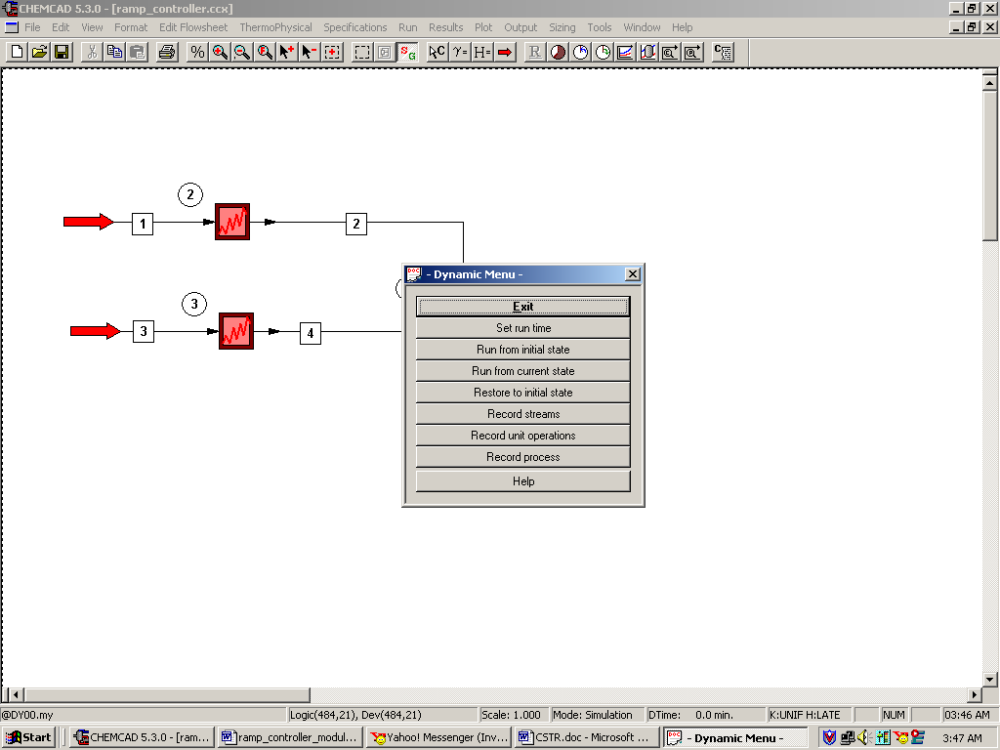 CHEMCAD 5.3.0 - [ramp_controller.ccx]
File Edit View Format Edit Flowsheet ThermoPhysical Specifications Run Results Plot Output Sizing Tools Window Help
% S G C γ= H= R C
2
1
2
3
3
4
- Dynamic Menu -
Exit
Set run time
Run from initial state
Run from current state
Restore to initial state
Record streams
Record unit operations
Record process
Help
@DY00.my Logic(484,21), Dev(484,21) Scale: 1.000 Mode: Simulation DTime: 0.0 min. K:UNIF H:LATE NUM 03:46 AM
Start CHEMCAD 5.3.0 - [ram... ramp_controller_modul... Yahoo! Messenger (Inv... CSTR.doc - Microsoft ... - Dynamic Menu - 3:47 AM